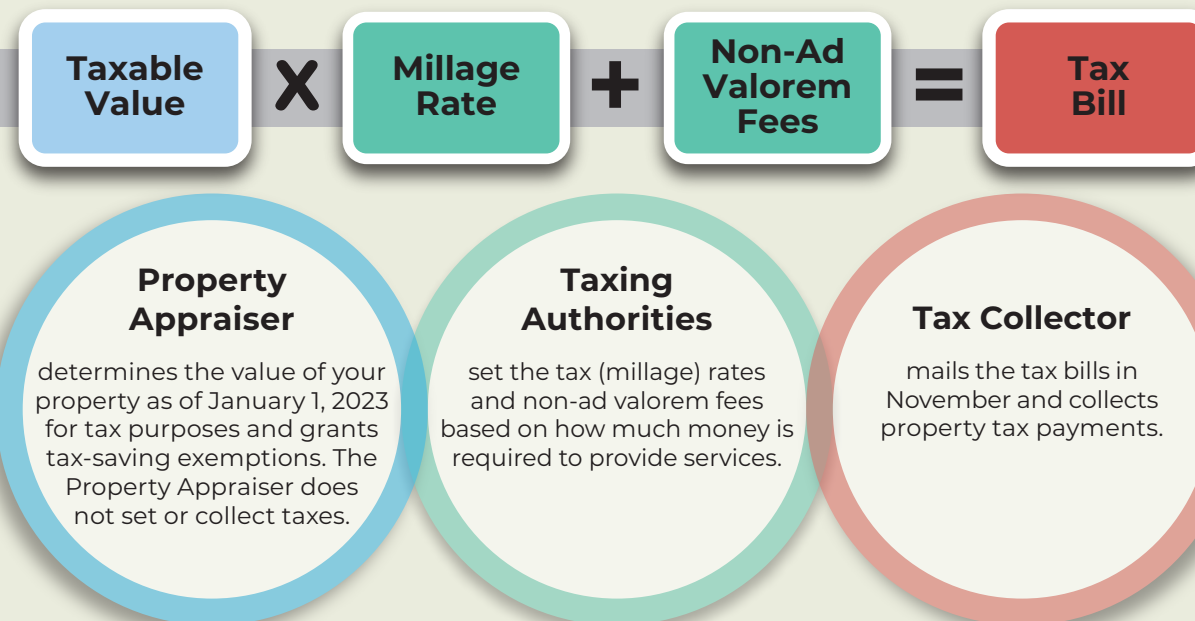 Taxable
Value
X
Millage
Rate
+
Non-Ad
Valorem
Fees
=
Tax
Bill
Property
Appraiser
determines the value of your
property as of January 1, 2023
for tax purposes and grants
tax-saving exemptions. The
Property Appraiser does
not set or collect taxes.
Taxing
Authorities
set the tax (millage) rates
and non-ad valorem fees
based on how much money is
required to provide services.
Tax Collector
mails the tax bills in
November and collects
property tax payments.